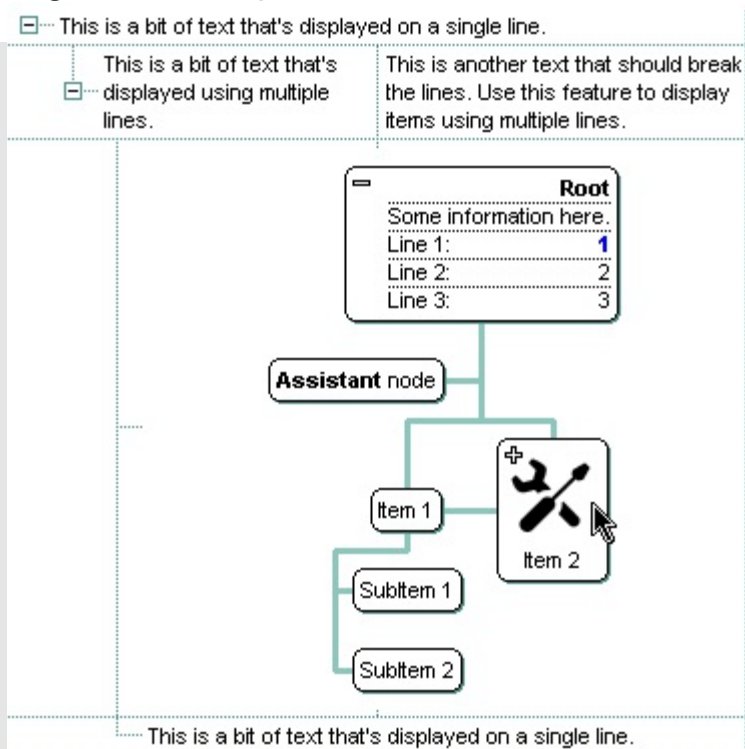 This is a bit of text that's displayed on a single line.
This is a bit of text that's
displayed using multiple
lines.
This is another text that should break
the lines. Use this feature to display
items using multiple lines.
Root
Some information here.
Line 1: 1
Line 2: 2
Line 3: 3
Assistant node
Item 1
Item 2
SubItem 1
SubItem 2
This is a bit of text that's displayed on a single line.